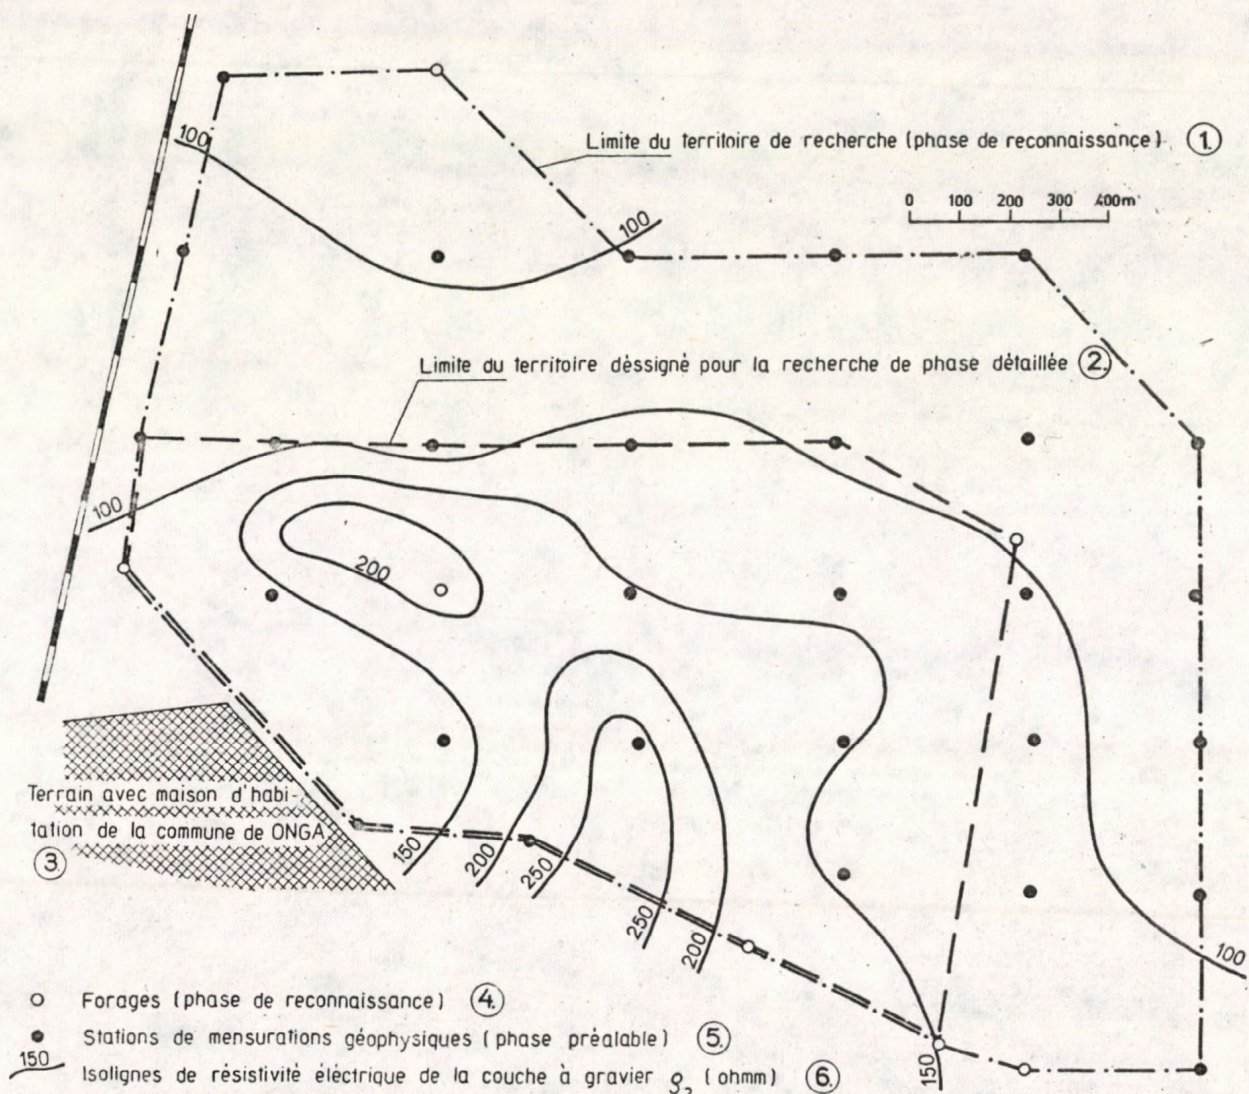 100
Limite du territoire de recherche (phase de reconnaissance) 1.
0 100 200 300 400m
100
Limite du territoire déssigné pour la recherche de phase détaillée 2.
100
200
Terrain avec maison d'habi-
tation de la commune de ONGA
3
150
200
250
250
200
100
150
Forages (phase de reconnaissance) 4.
Stations de mensurations géophysiques (phase préalable) 5.
150 Isolignes de résistivité éléctrique de la couche à gravier ρ2 (ohmm) 6.